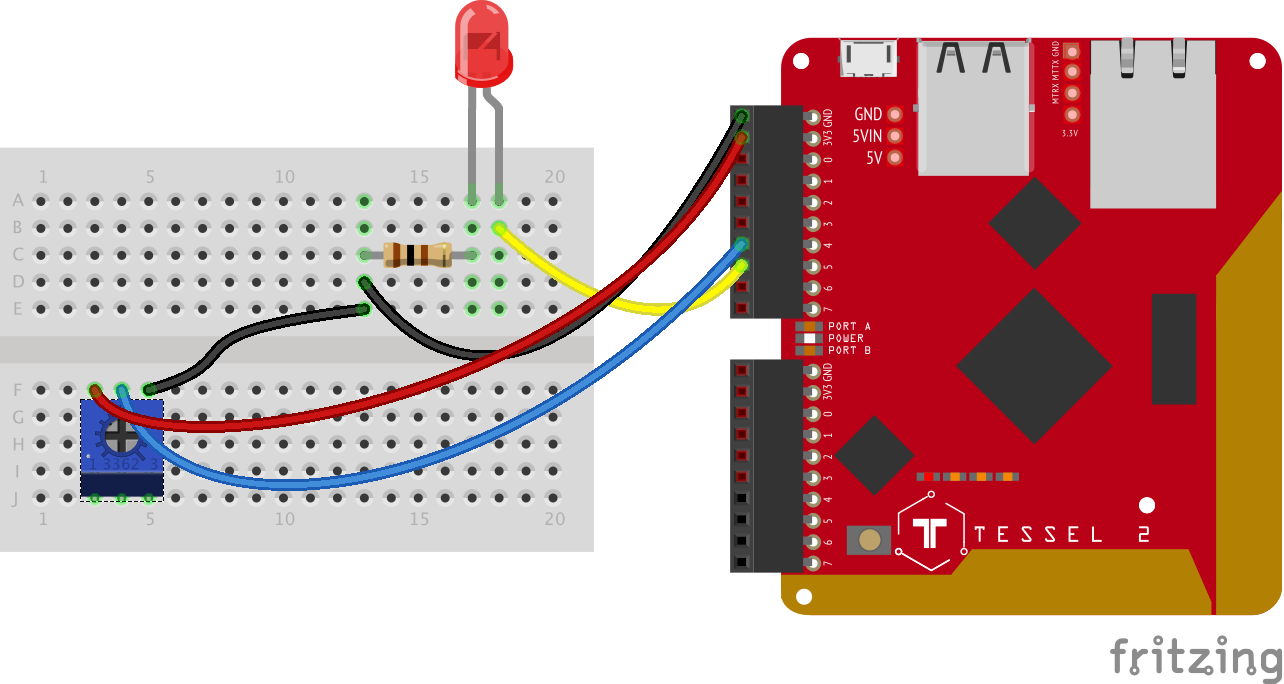 1 5 10 15 20
A
B
C
D
E
F
G
H
I
J
1 5 10 15 20
1 3362
GND
5VIN
5V
MTRX MTTX GND
3.3V
GND
3V3
0
1
2
3
4
5
6
7
PORT A
POWER
PORT B
GND
3V3
0
1
2
3
4
5
6
7
TESSEL 2
fritzing